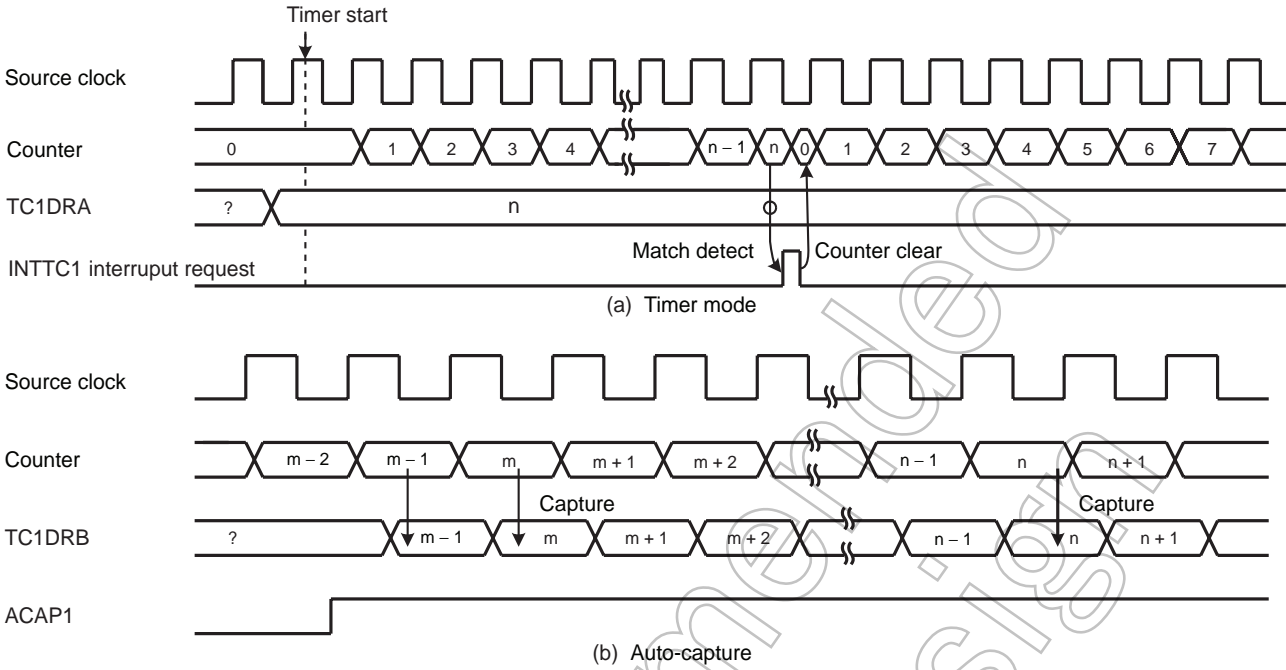 Timer start
Source clock
Counter 0 1 2 3 4 n – 1 n 0 1 2 3 4 5 6 7
TC1DRA ? n
Match detect Counter clear
INTTC1 interruput request
(a) Timer mode
Source clock
Counter m – 2 m – 1 m m + 1 m + 2 n – 1 n n + 1
Capture Capture
TC1DRB ? m – 1 m m + 1 m + 2 n – 1 n n + 1
ACAP1
(b) Auto-capture